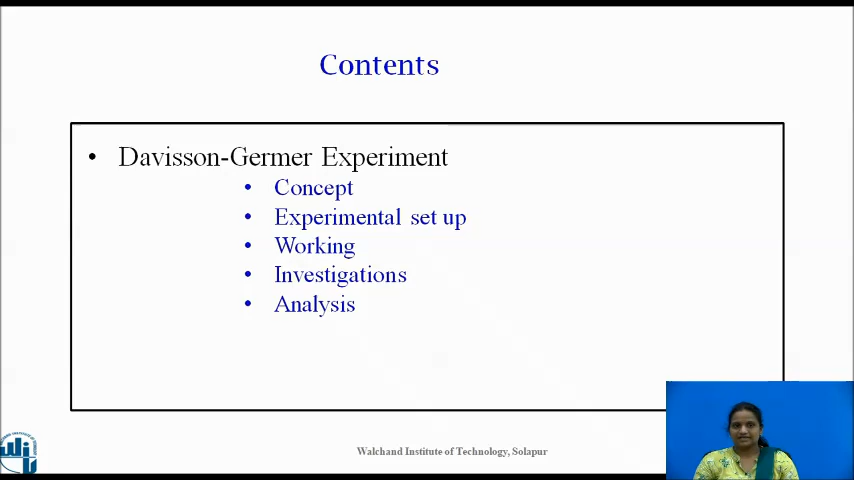 Contents
• Davisson-Germer Experiment
• Concept
• Experimental set up
• Working
• Investigations
• Analysis
Walchand Institute of Technology, Solapur